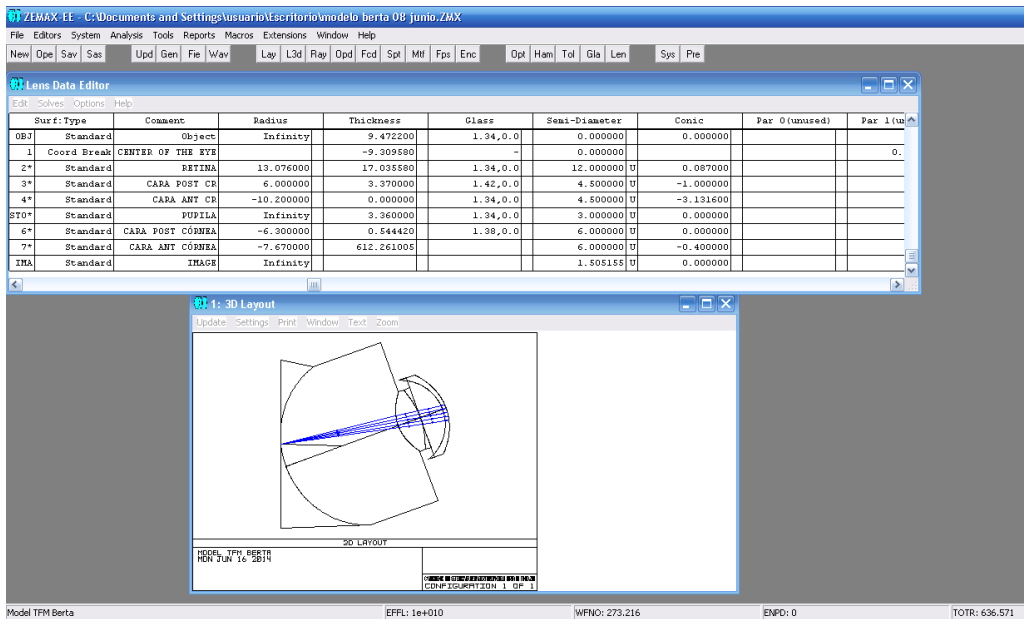 ZEMAX-EE - C:\Documents and Settings\usuario\Escritorio\modelo berta 08 junio.ZMX
File Editors System Analysis Tools Reports Macros Extensions Window Help
New Ope Sav Sas Upd Gen Fie Wav Lay L3d Ray Opd Fcd Spt Mtf Fps Enc Opt Ham Tol Gla Len Sys Pre
Lens Data Editor
Edit Solves Options Help
Surf:Type Comment Radius Thickness Glass Semi-Diameter Conic Par 0(unused) Par 1(u
OBJ Standard Object Infinity 9.472200 1.34,0.0 0.000000 0.000000
1 Coord Break CENTER OF THE EYE -9.309580 - 0.000000 0.
2* Standard RETINA 13.076000 17.035580 1.34,0.0 12.000000 U 0.087000
3* Standard CARA POST CR 6.000000 3.370000 1.42,0.0 4.500000 U -1.000000
4* Standard CARA ANT CR -10.200000 0.000000 1.34,0.0 4.500000 U -3.131600
STO* Standard PUPILA Infinity 3.360000 1.34,0.0 3.000000 U 0.000000
6* Standard CARA POST CÓRNEA -6.300000 0.544420 1.38,0.0 6.000000 U 0.000000
7* Standard CARA ANT CÓRNEA -7.670000 612.261005 6.000000 U -0.400000
IMA Standard IMAGE Infinity 1.505155 U 0.000000
1: 3D Layout
Update Settings Print Window Text Zoom
3D LAYOUT
MODEL TFM BERTA
MON JUN 16 2014
CONFIGURATION 1 OF 1
Model TFM Berta EFFL: 1e+010 WFNO: 273.216 ENPD: 0 TOTR: 636.571